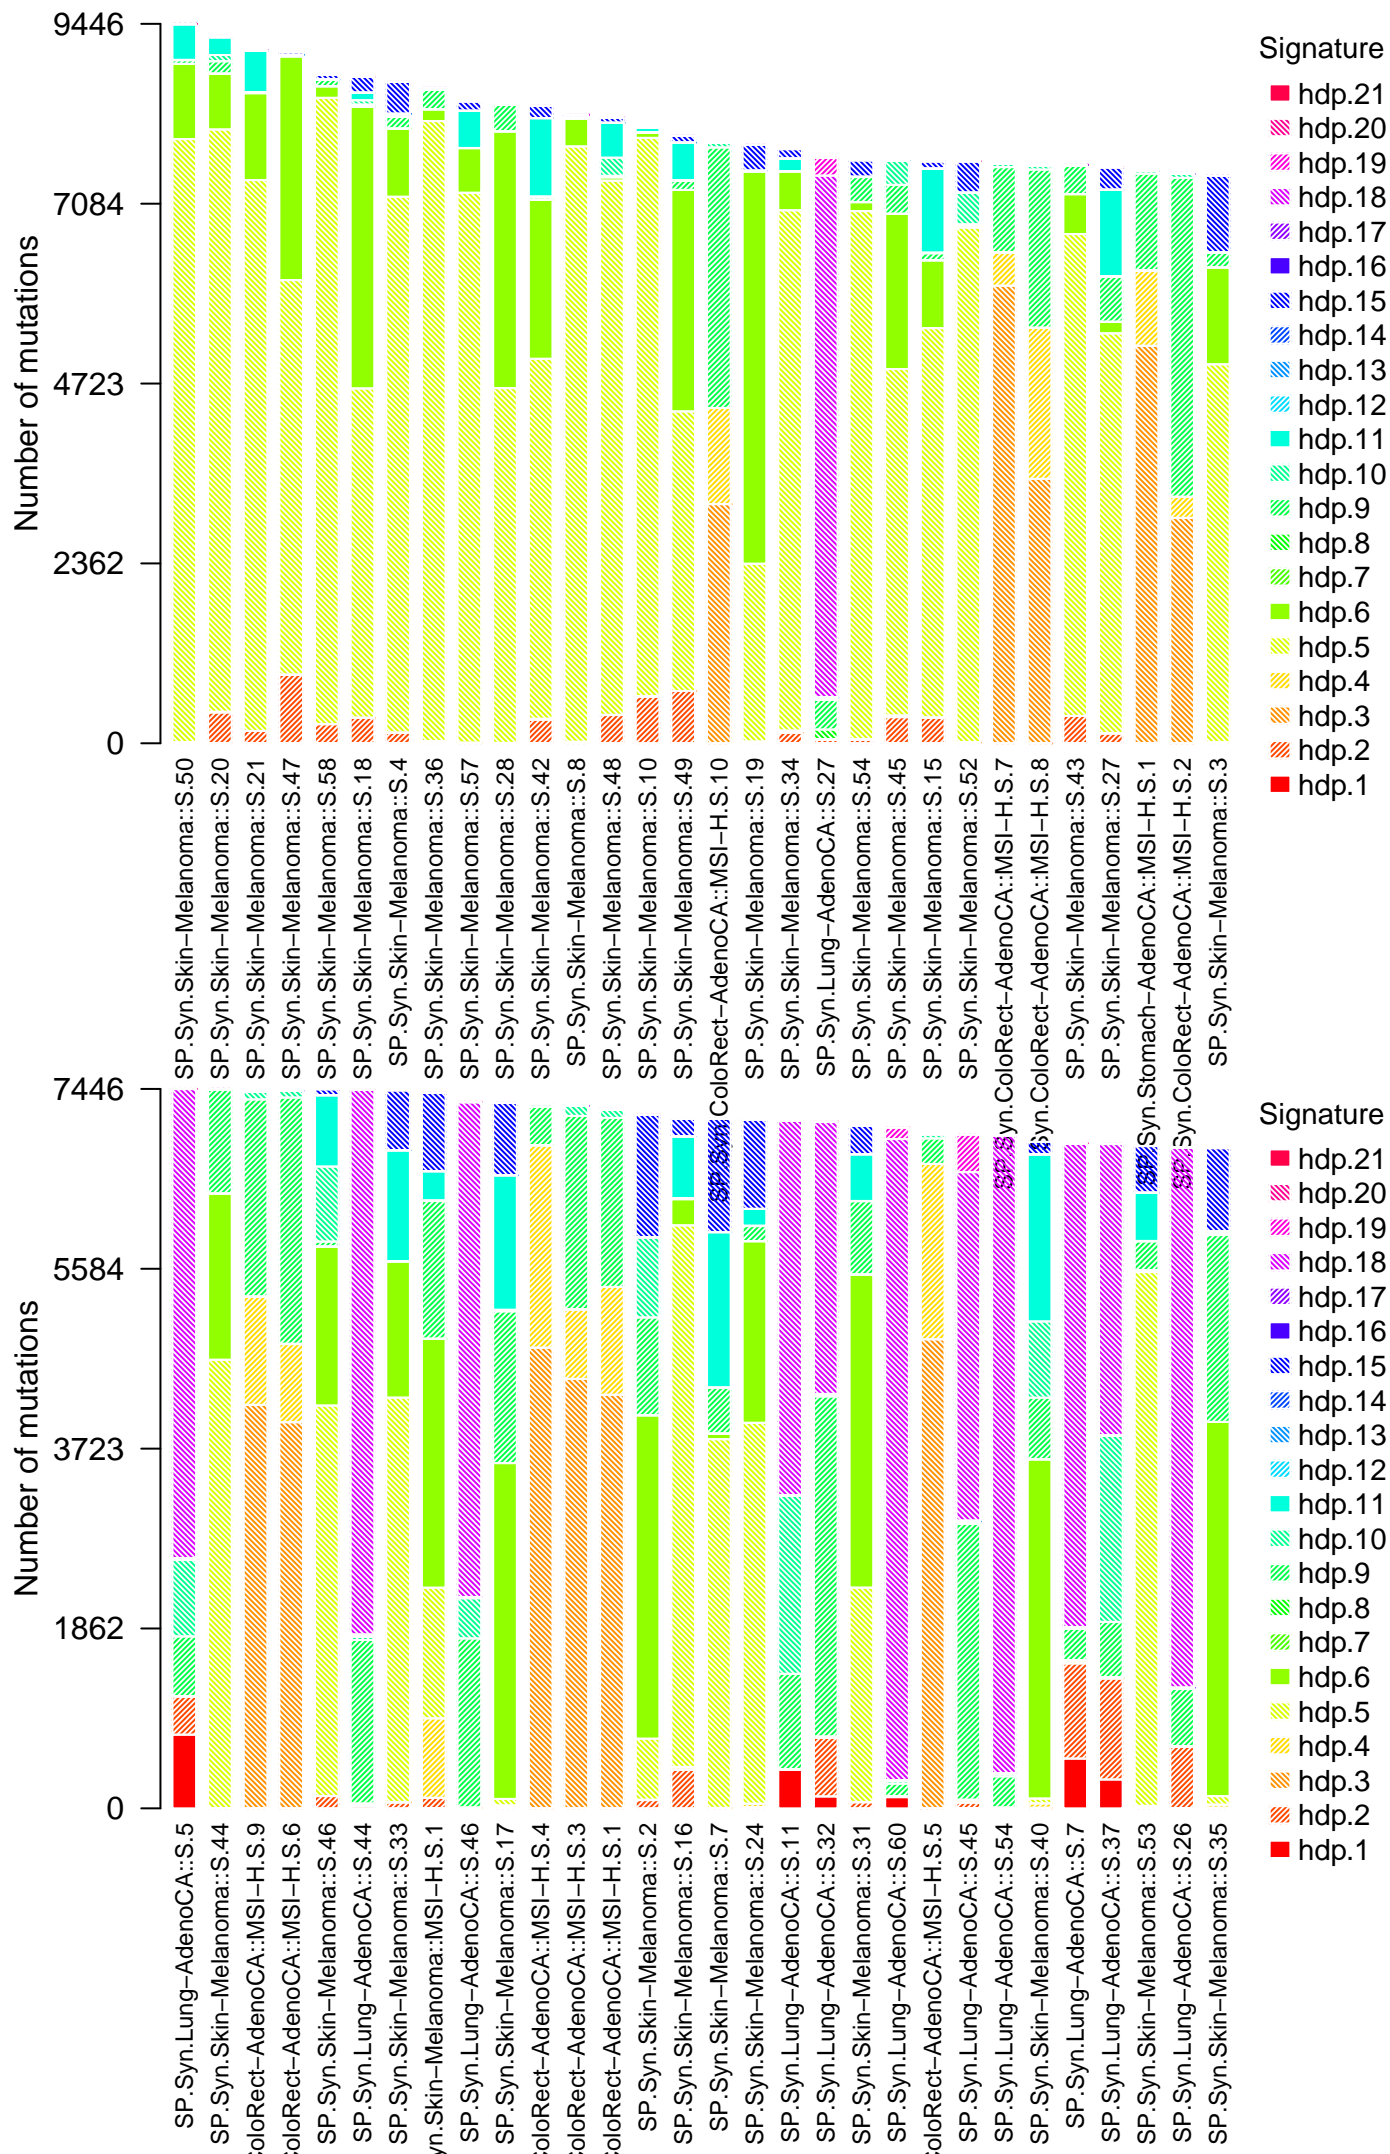 Number of mutations
9446
7084
4723
2362
0
SP.Syn.Skin−Melanoma::S.50
SP.Syn.Skin−Melanoma::S.20
SP.Syn.Skin−Melanoma::S.21
SP.Syn.Skin−Melanoma::S.47
SP.Syn.Skin−Melanoma::S.58
SP.Syn.Skin−Melanoma::S.18
SP.Syn.Skin−Melanoma::S.4
SP.Syn.Skin−Melanoma::S.36
SP.Syn.Skin−Melanoma::S.57
SP.Syn.Skin−Melanoma::S.28
SP.Syn.Skin−Melanoma::S.42
SP.Syn.Skin−Melanoma::S.8
SP.Syn.Skin−Melanoma::S.48
SP.Syn.Skin−Melanoma::S.10
SP.Syn.Skin−Melanoma::S.49
SP.Syn.ColoRect−AdenoCA::MSI−H.S.10
SP.Syn.Skin−Melanoma::S.19
SP.Syn.Skin−Melanoma::S.34
SP.Syn.Lung−AdenoCA::S.27
SP.Syn.Skin−Melanoma::S.54
SP.Syn.Skin−Melanoma::S.45
SP.Syn.Skin−Melanoma::S.15
SP.Syn.Skin−Melanoma::S.52
SP.Syn.ColoRect−AdenoCA::MSI−H.S.7
SP.Syn.ColoRect−AdenoCA::MSI−H.S.8
SP.Syn.Skin−Melanoma::S.43
SP.Syn.Skin−Melanoma::S.27
SP.Syn.Stomach−AdenoCA::MSI−H.S.1
SP.Syn.ColoRect−AdenoCA::MSI−H.S.2
SP.Syn.Skin−Melanoma::S.3
Signature
hdp.21
hdp.20
hdp.19
hdp.18
hdp.17
hdp.16
hdp.15
hdp.14
hdp.13
hdp.12
hdp.11
hdp.10
hdp.9
hdp.8
hdp.7
hdp.6
hdp.5
hdp.4
hdp.3
hdp.2
hdp.1
Number of mutations
7446
5584
3723
1862
0
SP.Syn.Lung−AdenoCA::S.5
SP.Syn.Skin−Melanoma::S.44
oloRect−AdenoCA::MSI−H.S.9
oloRect−AdenoCA::MSI−H.S.6
SP.Syn.Skin−Melanoma::S.46
SP.Syn.Lung−AdenoCA::S.44
SP.Syn.Skin−Melanoma::S.33
yn.Skin−Melanoma::MSI−H.S.1
SP.Syn.Lung−AdenoCA::S.46
SP.Syn.Skin−Melanoma::S.17
oloRect−AdenoCA::MSI−H.S.4
oloRect−AdenoCA::MSI−H.S.3
oloRect−AdenoCA::MSI−H.S.1
SP.Syn.Skin−Melanoma::S.2
SP.Syn.Skin−Melanoma::S.16
SP.Syn.Skin−Melanoma::S.7
SP.Syn.Skin−Melanoma::S.24
SP.Syn.Lung−AdenoCA::S.11
SP.Syn.Lung−AdenoCA::S.32
SP.Syn.Skin−Melanoma::S.31
SP.Syn.Lung−AdenoCA::S.60
oloRect−AdenoCA::MSI−H.S.5
SP.Syn.Lung−AdenoCA::S.45
SP.Syn.Lung−AdenoCA::S.54
SP.Syn.Skin−Melanoma::S.40
SP.Syn.Lung−AdenoCA::S.7
SP.Syn.Lung−AdenoCA::S.37
SP.Syn.Skin−Melanoma::S.53
SP.Syn.Lung−AdenoCA::S.26
SP.Syn.Skin−Melanoma::S.35
Signature
hdp.21
hdp.20
hdp.19
hdp.18
hdp.17
hdp.16
hdp.15
hdp.14
hdp.13
hdp.12
hdp.11
hdp.10
hdp.9
hdp.8
hdp.7
hdp.6
hdp.5
hdp.4
hdp.3
hdp.2
hdp.1